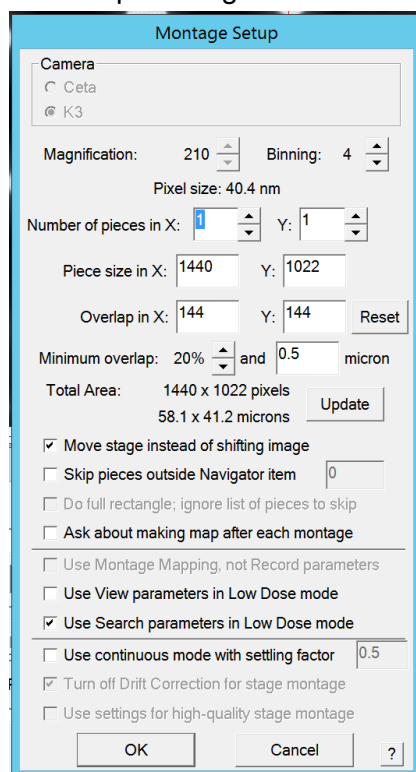 Montage Setup
Camera
Ceta
K3
Magnification: 210 Binning: 4
Pixel size: 40.4 nm
Number of pieces in X: 1 Y: 1
Piece size in X: 1440 Y: 1022
Overlap in X: 144 Y: 144 Reset
Minimum overlap: 20% and 0.5 micron
Total Area: 1440 x 1022 pixels
58.1 x 41.2 microns Update
Move stage instead of shifting image
Skip pieces outside Navigator item 0
Do full rectangle; ignore list of pieces to skip
Ask about making map after each montage
Use Montage Mapping, not Record parameters
Use View parameters in Low Dose mode
Use Search parameters in Low Dose mode
Use continuous mode with settling factor 0.5
Turn off Drift Correction for stage montage
Use settings for high-quality stage montage
OK Cancel ?